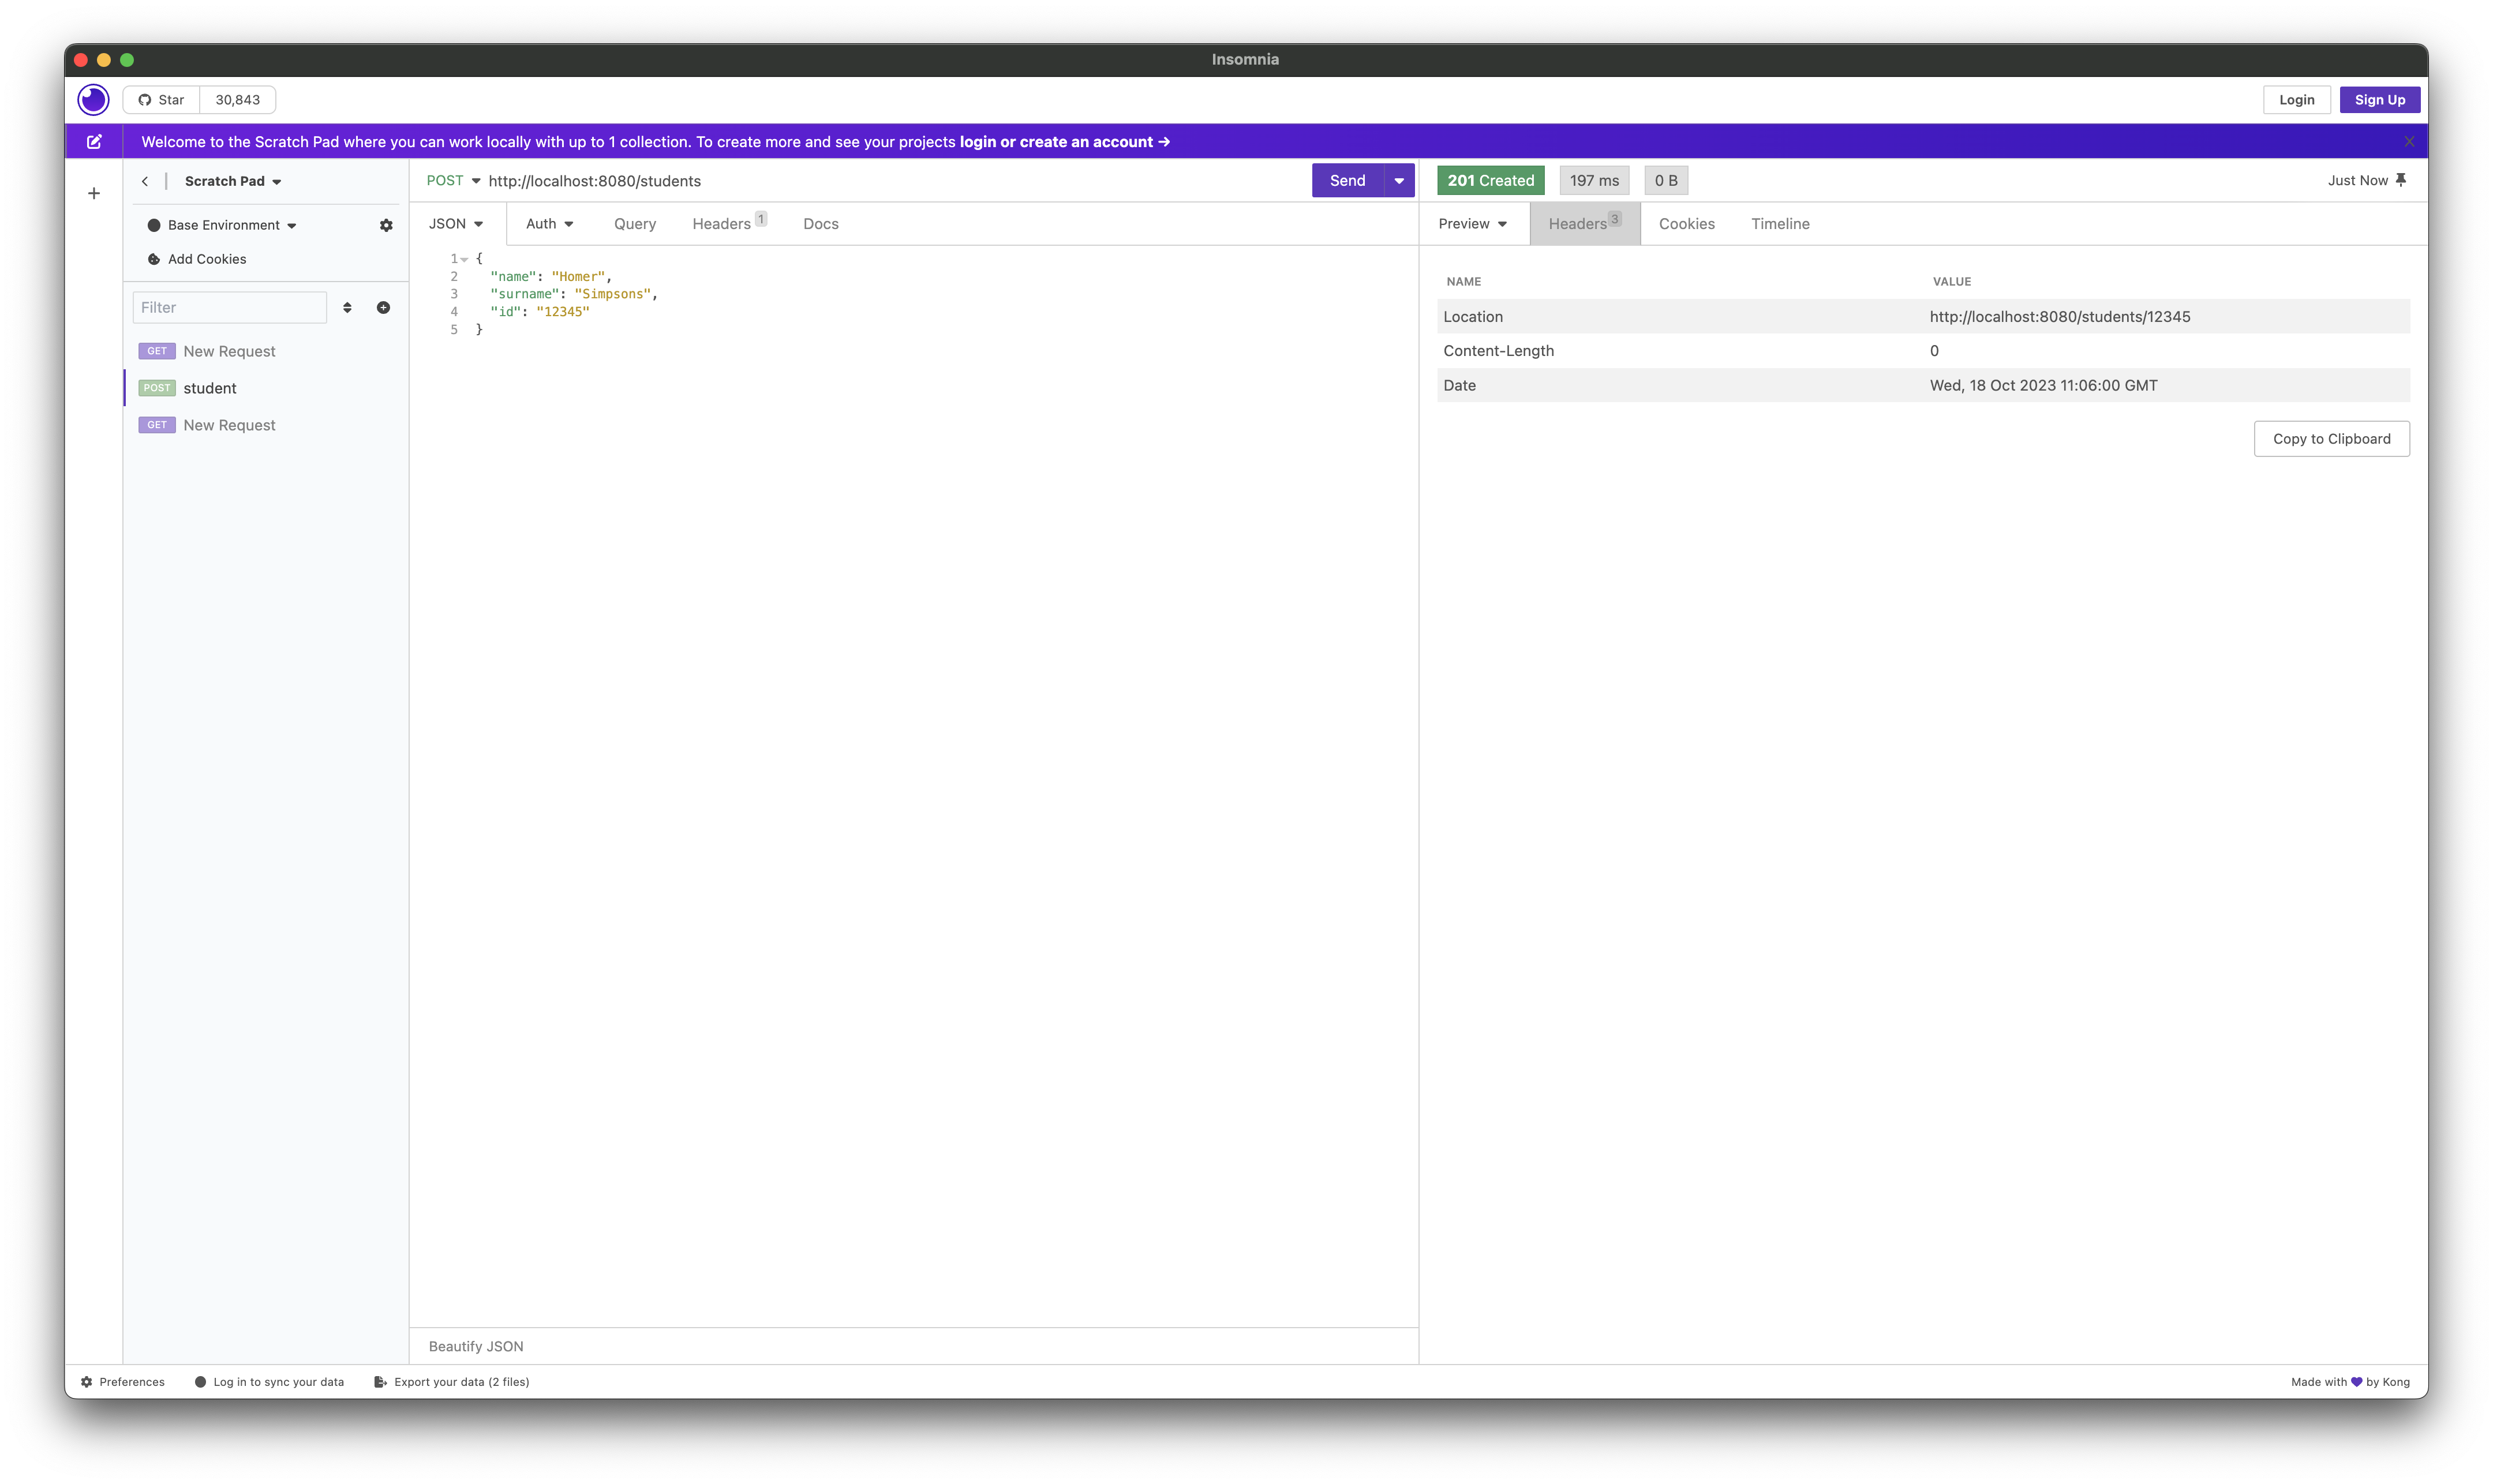 Insomnia
Star 30,843 Login Sign Up
Welcome to the Scratch Pad where you can work locally with up to 1 collection. To create more and see your projects login or create an account →
Scratch Pad
Base Environment
Add Cookies
Filter
GET New Request
POST student
GET New Request
POST http://localhost:8080/students Send
JSON Auth Query Headers 1 Docs
1 {
2 "name": "Homer",
3 "surname": "Simpsons",
4 "id": "12345"
5 }
Beautify JSON
201 Created 197 ms 0 B Just Now
Preview Headers 3 Cookies Timeline
NAME VALUE
Location http://localhost:8080/students/12345
Content-Length 0
Date Wed, 18 Oct 2023 11:06:00 GMT
Copy to Clipboard
Preferences Log in to sync your data Export your data (2 files) Made with 💜 by Kong